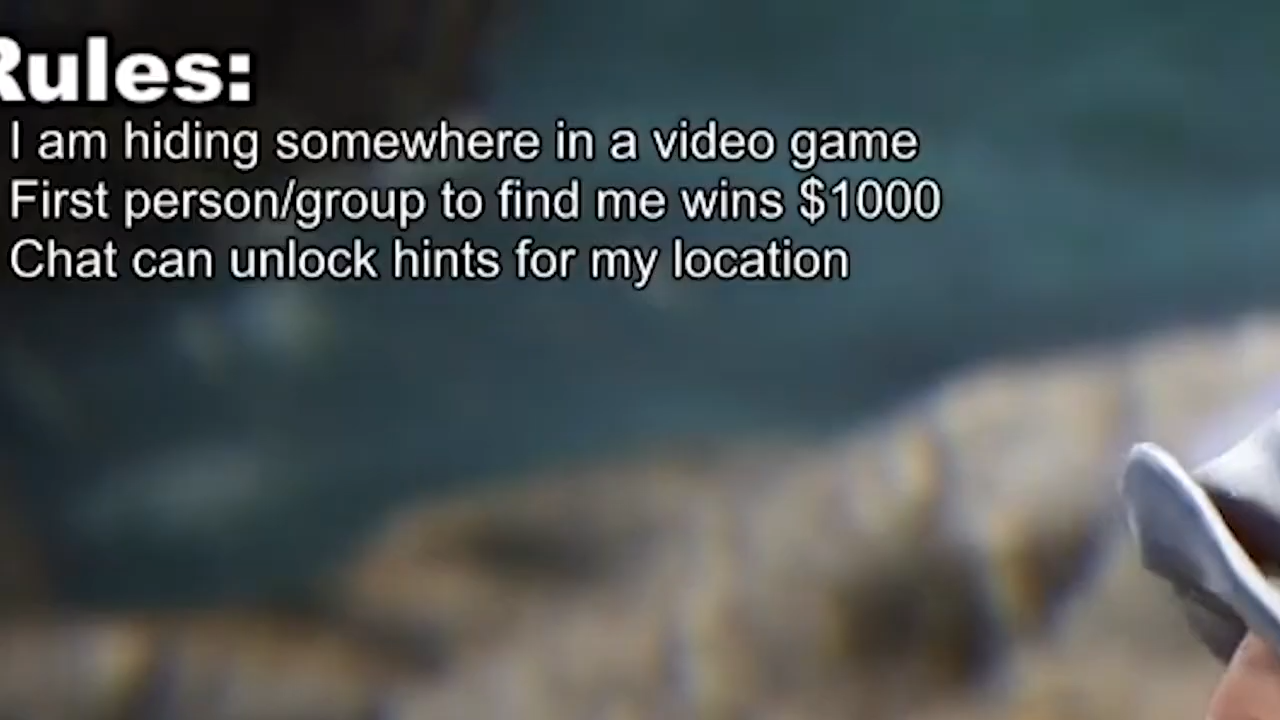 Rules:
I am hiding somewhere in a video game
First person/group to find me wins $1000
Chat can unlock hints for my location